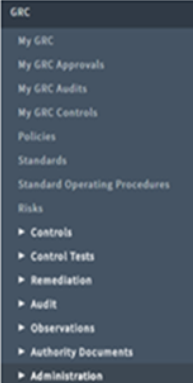 GRC
My GRC
My GRC Approvals
My GRC Audits
My GRC Controls
Policies
Standards
Standard Operating Procedures
Risks
Controls
Control Tests
Remediation
Audit
Observations
Authority Documents
Administration